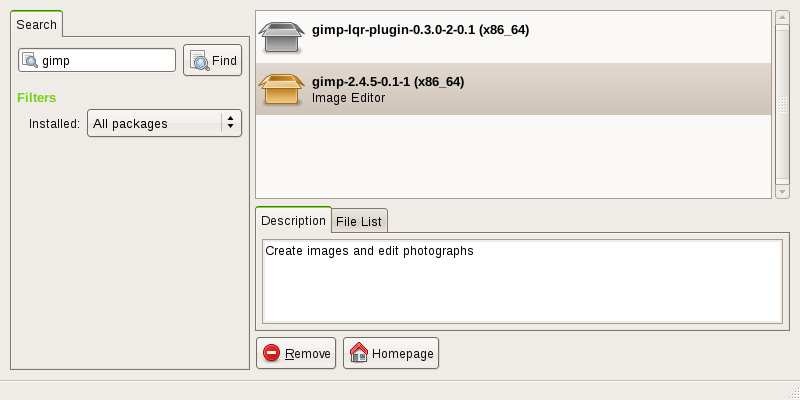 Search
gimp
Find
Filters
Installed:
All packages
gimp-lqr-plugin-0.3.0-2-0.1 (x86_64)
gimp-2.4.5-0.1-1 (x86_64)
Image Editor
Description
File List
Create images and edit photographs
Remove
Homepage